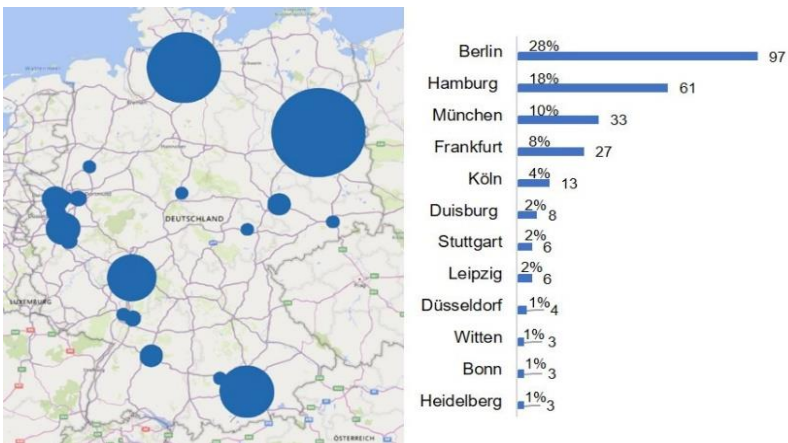 DEUTSCHLAND
LUXEMBURG
Prag
ÖSTERREICH
Berlin 28% 97
Hamburg 18% 61
München 10% 33
Frankfurt 8% 27
Köln 4% 13
Duisburg 2% 8
Stuttgart 2% 6
Leipzig 2% 6
Düsseldorf 1% 4
Witten 1% 3
Bonn 1% 3
Heidelberg 1% 3